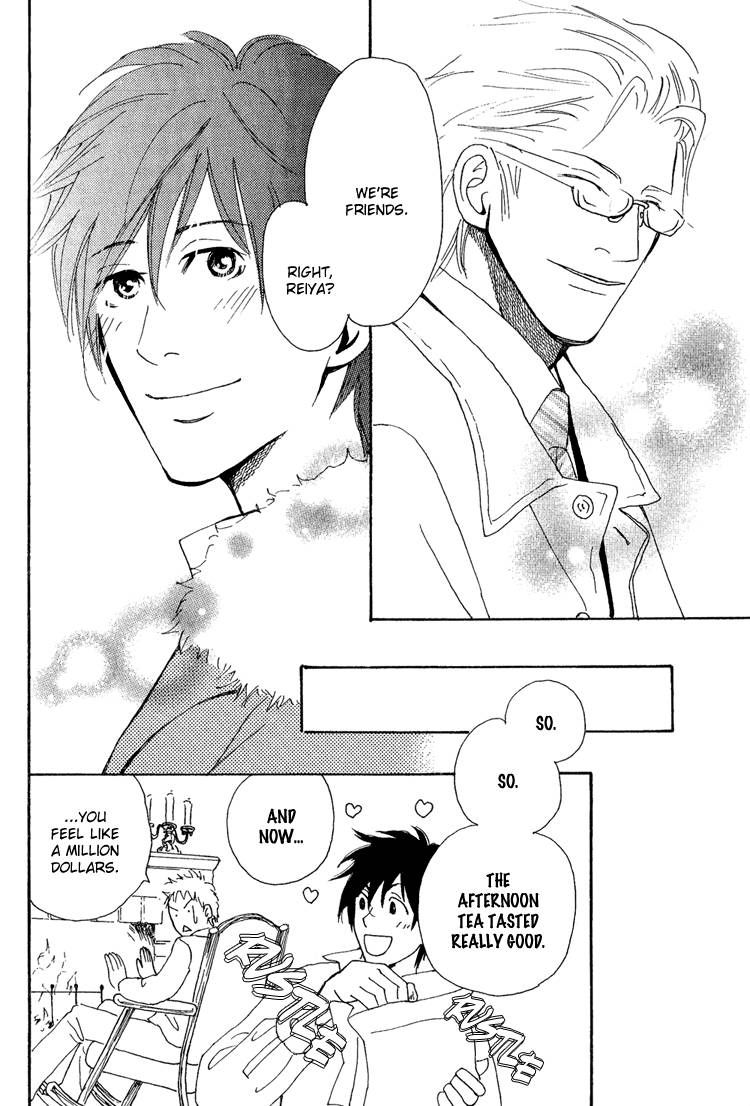 WE'RE
FRIENDS.
RIGHT,
REIYA?
SO.
SO.
THE
AFTERNOON
TEA TASTED
REALLY GOOD.
AND
NOW...
...YOU
FEEL LIKE
A MILLION
DOLLARS.
RUSTLE
RUSTLE
RUSTLE